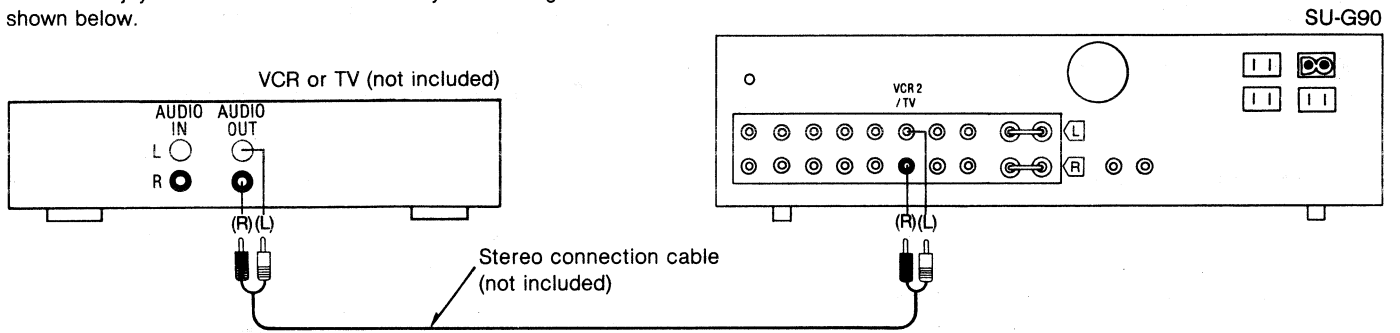 shown below.
SU-G90
VCR or TV (not included)
AUDIO IN
AUDIO OUT
L
R
(R) (L)
Stereo connection cable
(not included)
VCR 2
/ TV
L
R
(R) (L)